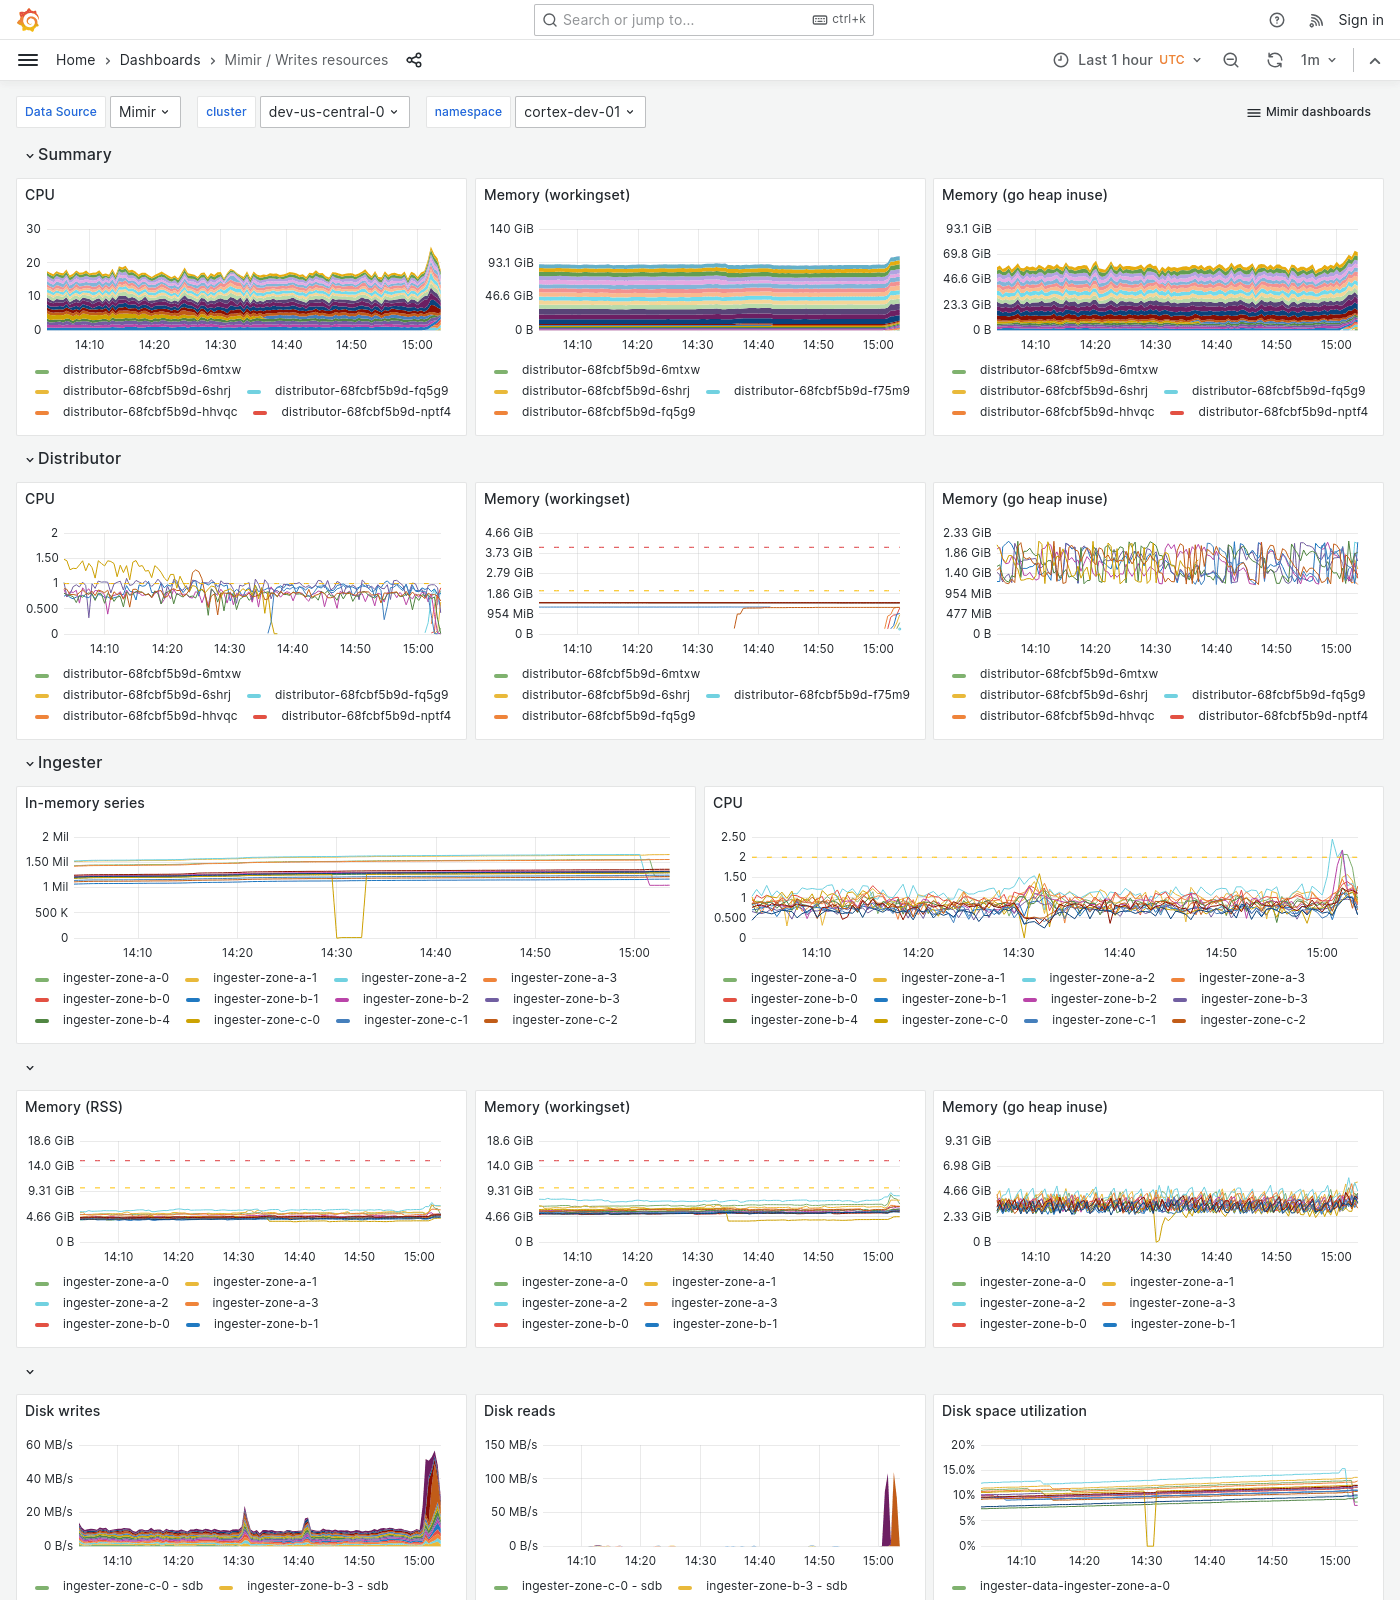 Search or jump to...
ctrl+k
Sign in
Home > Dashboards > Mimir / Writes resources
Last 1 hour UTC
1m
Data Source Mimir
cluster dev-us-central-0
namespace cortex-dev-01
Mimir dashboards
Summary
CPU
30
20
10
0
14:10 14:20 14:30 14:40 14:50 15:00
distributor-68fcbf5b9d-6mtxw
distributor-68fcbf5b9d-6shrj distributor-68fcbf5b9d-fq5g9
distributor-68fcbf5b9d-hhvqc distributor-68fcbf5b9d-nptf4
Memory (workingset)
140 GiB
93.1 GiB
46.6 GiB
0 B
14:10 14:20 14:30 14:40 14:50 15:00
distributor-68fcbf5b9d-6mtxw
distributor-68fcbf5b9d-6shrj distributor-68fcbf5b9d-f75m9
distributor-68fcbf5b9d-fq5g9
Memory (go heap inuse)
93.1 GiB
69.8 GiB
46.6 GiB
23.3 GiB
0 B
14:10 14:20 14:30 14:40 14:50 15:00
distributor-68fcbf5b9d-6mtxw
distributor-68fcbf5b9d-6shrj distributor-68fcbf5b9d-fq5g9
distributor-68fcbf5b9d-hhvqc distributor-68fcbf5b9d-nptf4
Distributor
CPU
2
1.50
1
0.500
0
14:10 14:20 14:30 14:40 14:50 15:00
distributor-68fcbf5b9d-6mtxw
distributor-68fcbf5b9d-6shrj distributor-68fcbf5b9d-fq5g9
distributor-68fcbf5b9d-hhvqc distributor-68fcbf5b9d-nptf4
Memory (workingset)
4.66 GiB
3.73 GiB
2.79 GiB
1.86 GiB
954 MiB
0 B
14:10 14:20 14:30 14:40 14:50 15:00
distributor-68fcbf5b9d-6mtxw
distributor-68fcbf5b9d-6shrj distributor-68fcbf5b9d-f75m9
distributor-68fcbf5b9d-fq5g9
Memory (go heap inuse)
2.33 GiB
1.86 GiB
1.40 GiB
954 MiB
477 MiB
0 B
14:10 14:20 14:30 14:40 14:50 15:00
distributor-68fcbf5b9d-6mtxw
distributor-68fcbf5b9d-6shrj distributor-68fcbf5b9d-fq5g9
distributor-68fcbf5b9d-hhvqc distributor-68fcbf5b9d-nptf4
Ingester
In-memory series
2 Mil
1.50 Mil
1 Mil
500 K
0
14:10 14:20 14:30 14:40 14:50 15:00
ingester-zone-a-0 ingester-zone-a-1 ingester-zone-a-2 ingester-zone-a-3
ingester-zone-b-0 ingester-zone-b-1 ingester-zone-b-2 ingester-zone-b-3
ingester-zone-b-4 ingester-zone-c-0 ingester-zone-c-1 ingester-zone-c-2
CPU
2.50
2
1.50
1
0.500
0
14:10 14:20 14:30 14:40 14:50 15:00
ingester-zone-a-0 ingester-zone-a-1 ingester-zone-a-2 ingester-zone-a-3
ingester-zone-b-0 ingester-zone-b-1 ingester-zone-b-2 ingester-zone-b-3
ingester-zone-b-4 ingester-zone-c-0 ingester-zone-c-1 ingester-zone-c-2
Memory (RSS)
18.6 GiB
14.0 GiB
9.31 GiB
4.66 GiB
0 B
14:10 14:20 14:30 14:40 14:50 15:00
ingester-zone-a-0 ingester-zone-a-1
ingester-zone-a-2 ingester-zone-a-3
ingester-zone-b-0 ingester-zone-b-1
Memory (workingset)
18.6 GiB
14.0 GiB
9.31 GiB
4.66 GiB
0 B
14:10 14:20 14:30 14:40 14:50 15:00
ingester-zone-a-0 ingester-zone-a-1
ingester-zone-a-2 ingester-zone-a-3
ingester-zone-b-0 ingester-zone-b-1
Memory (go heap inuse)
9.31 GiB
6.98 GiB
4.66 GiB
2.33 GiB
0 B
14:10 14:20 14:30 14:40 14:50 15:00
ingester-zone-a-0 ingester-zone-a-1
ingester-zone-a-2 ingester-zone-a-3
ingester-zone-b-0 ingester-zone-b-1
Disk writes
60 MB/s
40 MB/s
20 MB/s
0 B/s
14:10 14:20 14:30 14:40 14:50 15:00
ingester-zone-c-0 - sdb ingester-zone-b-3 - sdb
Disk reads
150 MB/s
100 MB/s
50 MB/s
0 B/s
14:10 14:20 14:30 14:40 14:50 15:00
ingester-zone-c-0 - sdb ingester-zone-b-3 - sdb
Disk space utilization
20%
15.0%
10%
5%
0%
14:10 14:20 14:30 14:40 14:50 15:00
ingester-data-ingester-zone-a-0